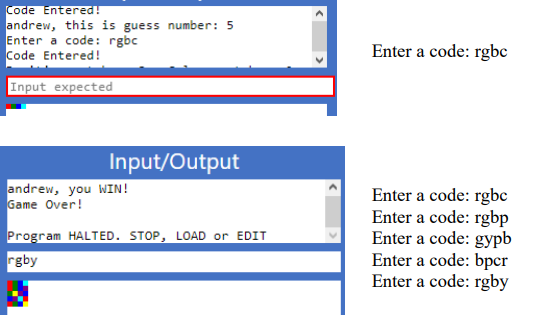 Code Entered!
andrew, this is guess number: 5
Enter a code: rgbc
Code Entered!
Input expected
Enter a code: rgbc
Input/Output
andrew, you WIN!
Game Over!
Program HALTED. STOP, LOAD or EDIT
rgby
Enter a code: rgbc
Enter a code: rgbp
Enter a code: gypb
Enter a code: bpcr
Enter a code: rgby